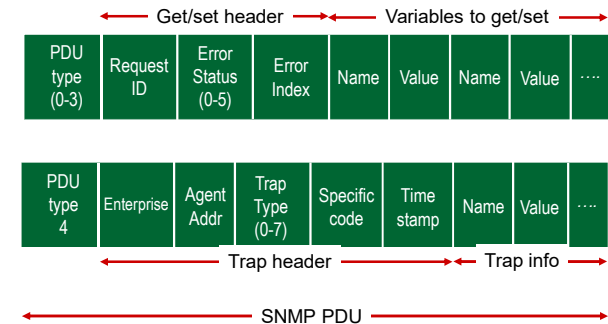 Get/set header
Variables to get/set
PDU
type
(0-3)
Request
ID
Error
Status
(0-5)
Error
Index
Name
Value
Name
Value
....
PDU
type
4
Enterprise
Agent
Addr
Trap
Type
(0-7)
Specific
code
Time
stamp
Name
Value
....
Trap header
Trap info
SNMP PDU